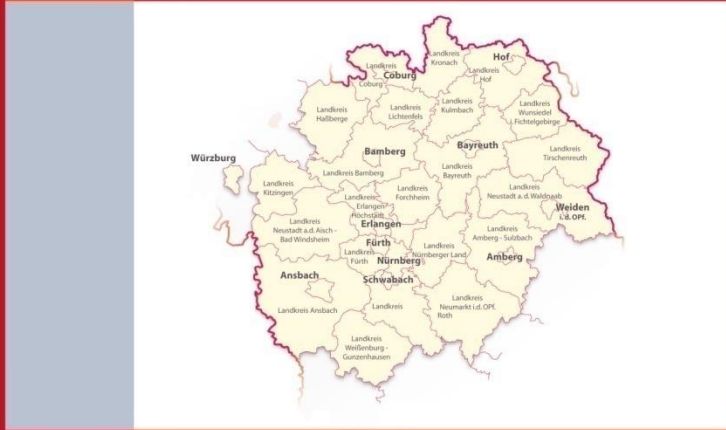 Landkreis
Kronach
Hof
Landkreis
Coburg
Coburg
Landkreis
Hof
Landkreis
Haßberge
Landkreis
Lichtenfels
Landkreis
Kulmbach
Landkreis
Wunsiedel
i. Fichtelgebirge
Würzburg
Bamberg
Bayreuth
Landkreis
Tirschenreuth
Landkreis Bamberg
Landkreis
Bayreuth
Landkreis
Kitzingen
Landkreis
Erlangen
Höchstadt
Landkreis
Forchheim
Landkreis
Neustadt a.d. Waldnaab
Weiden
i.d.OPf.
Landkreis
Neustadt a.d. Aisch -
Bad Windsheim
Erlangen
Fürth
Landkreis
Fürth
Nürnberg
Landkreis
Nürnberger Land
Landkreis
Amberg - Sulzbach
Amberg
Ansbach
Schwabach
Landkreis Ansbach
Landkreis
Landkreis
Neumarkt i.d. OPf.
Roth
Landkreis
Weißenburg -
Gunzenhausen